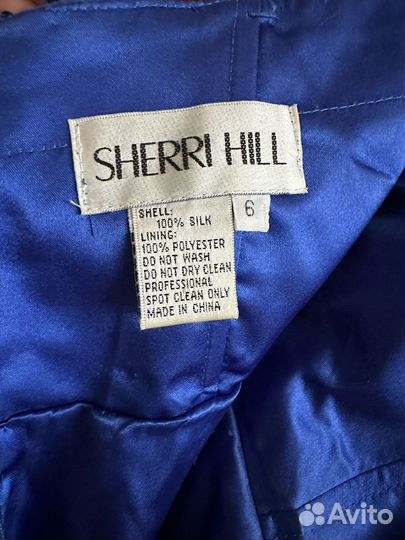 SHERRI HILL
6
SHELL:
100% SILK
LINING:
100% POLYESTER
DO NOT WASH
DO NOT DRY CLEAN
PROFESSIONAL
SPOT CLEAN ONLY
MADE IN CHINA
Avito